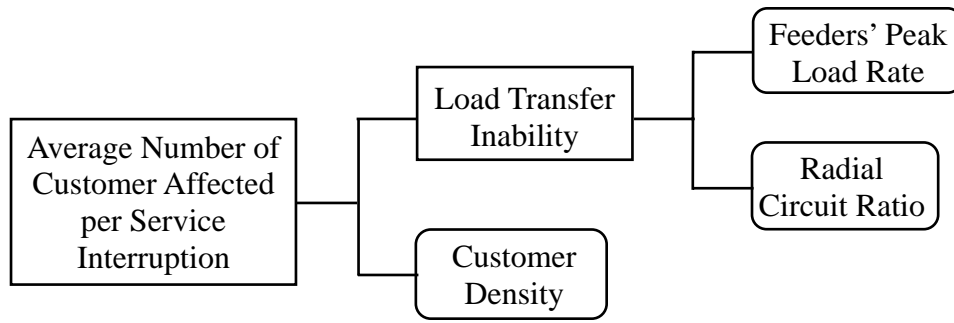 Average Number of
Customer Affected
per Service
Interruption
Load Transfer
Inability
Customer
Density
Feeders’ Peak
Load Rate
Radial
Circuit Ratio